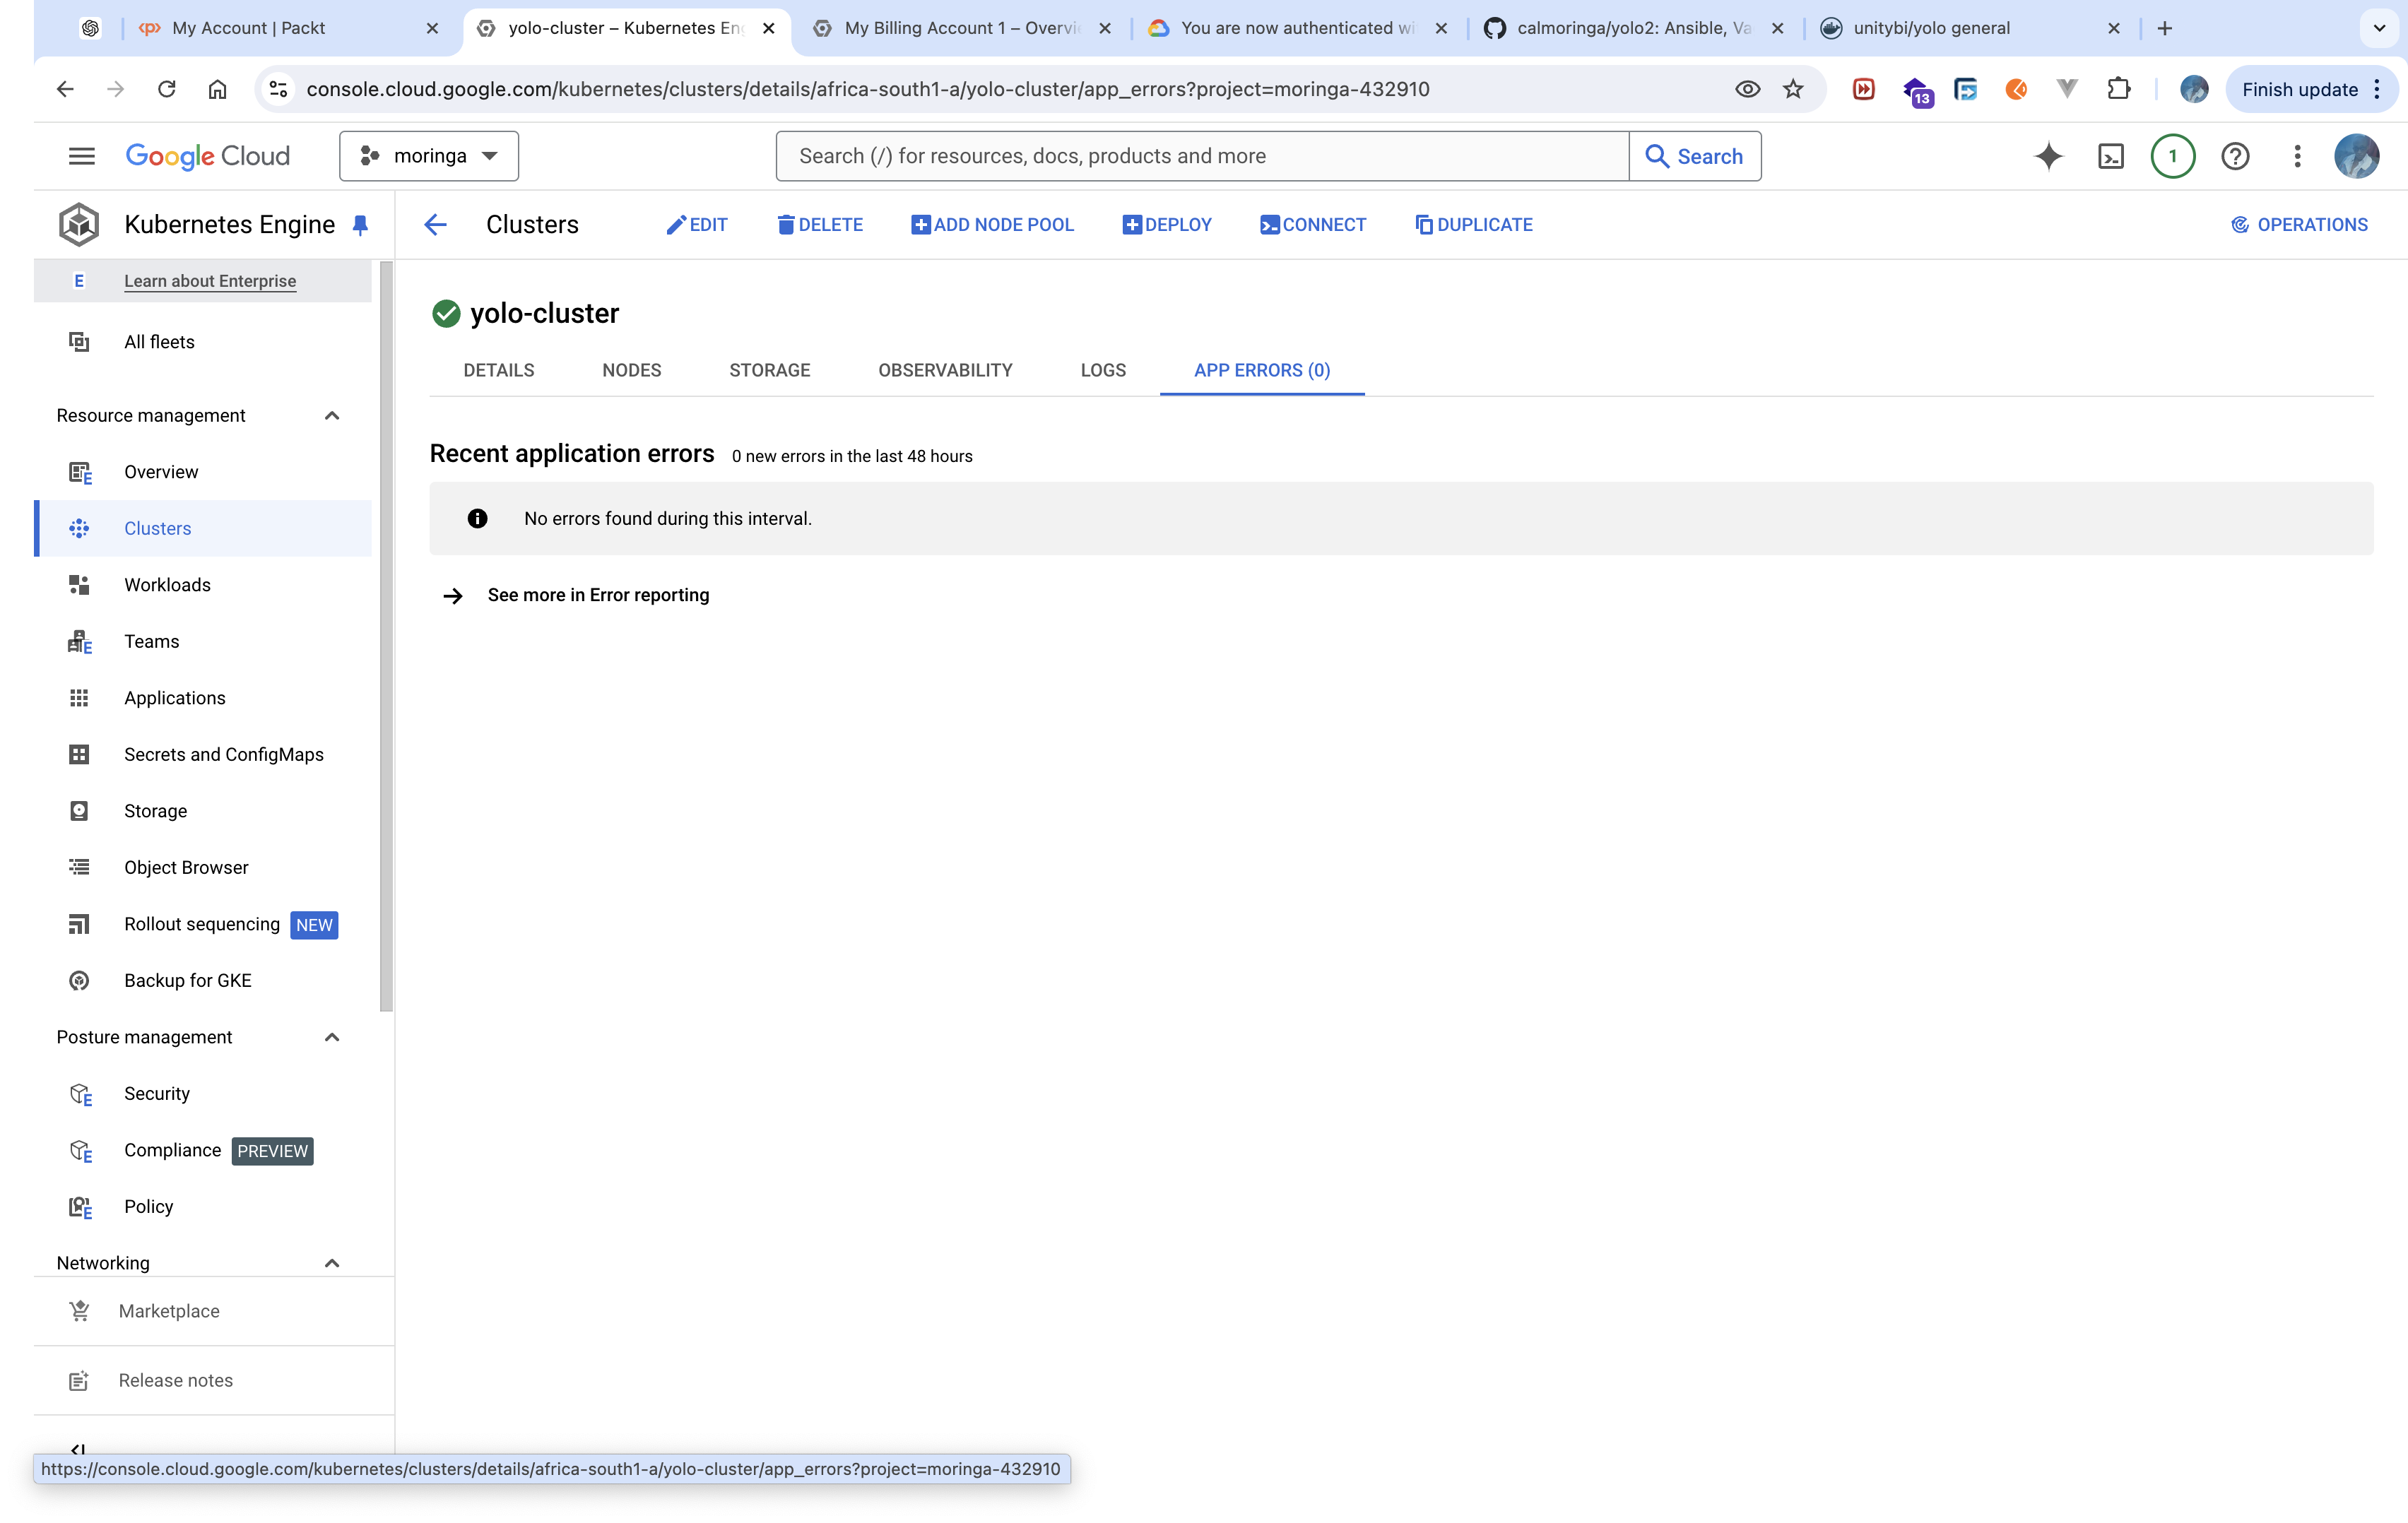 My Account | Packt
yolo-cluster – Kubernetes En
My Billing Account 1 – Overvi
You are now authenticated wi
calmoringa/yolo2: Ansible, Va
unitybi/yolo general
console.cloud.google.com/kubernetes/clusters/details/africa-south1-a/yolo-cluster/app_errors?project=moringa-432910
13
Finish update
Google Cloud
moringa
Search (/) for resources, docs, products and more
Search
1
Kubernetes Engine
Clusters
EDIT
DELETE
ADD NODE POOL
DEPLOY
CONNECT
DUPLICATE
OPERATIONS
E Learn about Enterprise
All fleets
Resource management
Overview
Clusters
Workloads
Teams
Applications
Secrets and ConfigMaps
Storage
Object Browser
Rollout sequencing NEW
Backup for GKE
Posture management
Security
Compliance PREVIEW
Policy
Networking
Marketplace
Release notes
yolo-cluster
DETAILS
NODES
STORAGE
OBSERVABILITY
LOGS
APP ERRORS (0)
Recent application errors 0 new errors in the last 48 hours
No errors found during this interval.
See more in Error reporting
https://console.cloud.google.com/kubernetes/clusters/details/africa-south1-a/yolo-cluster/app_errors?project=moringa-432910